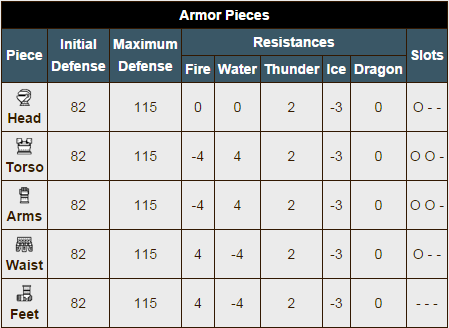 Armor Pieces
Piece Initial Defense Maximum Defense Resistances Slots
Fire Water Thunder Ice Dragon
Head 82 115 0 0 2 -3 0 O - -
Torso 82 115 -4 4 2 -3 0 O O -
Arms 82 115 -4 4 2 -3 0 O O -
Waist 82 115 4 -4 2 -3 0 O - -
Feet 82 115 4 -4 2 -3 0 - - -